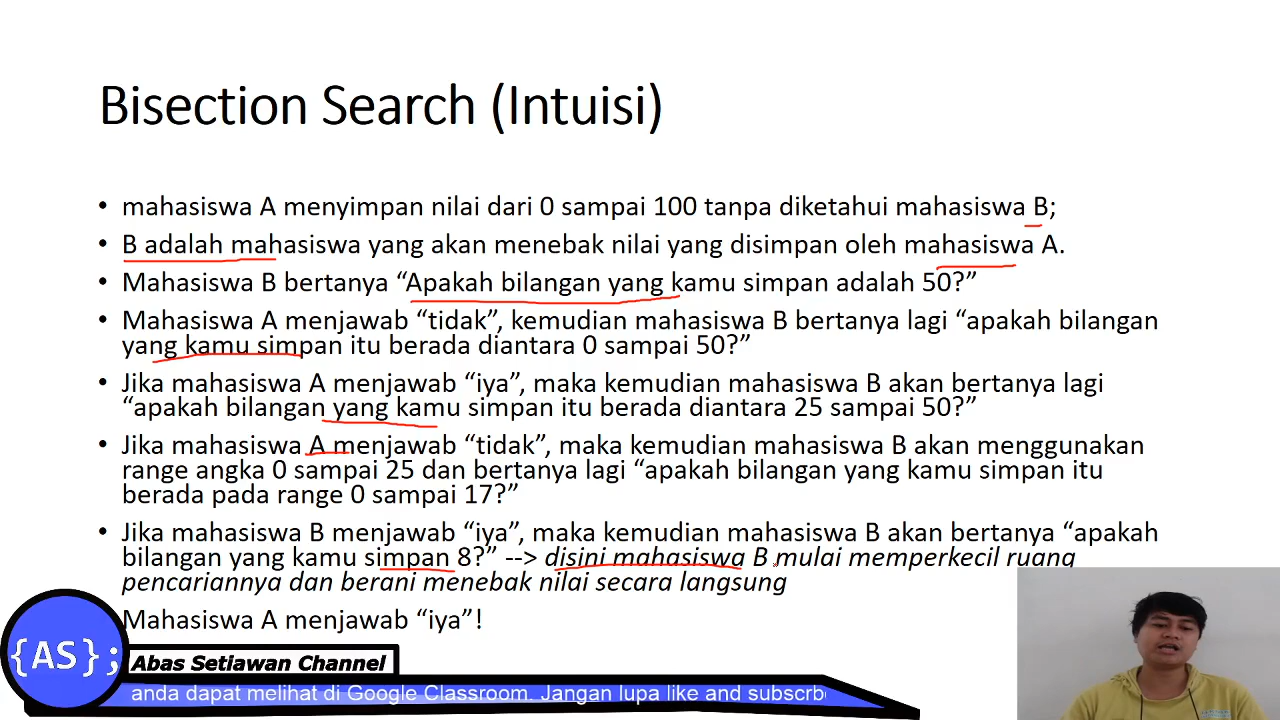 Bisection Search (Intuisi)
• mahasiswa A menyimpan nilai dari 0 sampai 100 tanpa diketahui mahasiswa B;
• B adalah mahasiswa yang akan menebak nilai yang disimpan oleh mahasiswa A.
• Mahasiswa B bertanya “Apakah bilangan yang kamu simpan adalah 50?”
• Mahasiswa A menjawab “tidak”, kemudian mahasiswa B bertanya lagi “apakah bilangan
yang kamu simpan itu berada diantara 0 sampai 50?”
• Jika mahasiswa A menjawab “iya”, maka kemudian mahasiswa B akan bertanya lagi
“apakah bilangan yang kamu simpan itu berada diantara 25 sampai 50?”
• Jika mahasiswa A menjawab “tidak”, maka kemudian mahasiswa B akan menggunakan
range angka 0 sampai 25 dan bertanya lagi “apakah bilangan yang kamu simpan itu
berada pada range 0 sampai 17?”
• Jika mahasiswa B menjawab “iya”, maka kemudian mahasiswa B akan bertanya “apakah
bilangan yang kamu simpan 8?” --> disini mahasiswa B mulai memperkecil ruang
pencariannya dan berani menebak nilai secara langsung
Mahasiswa A menjawab “iya”!
{AS};
Abas Setiawan Channel
anda dapat melihat di Google Classroom. Jangan lupa like and subscrbe